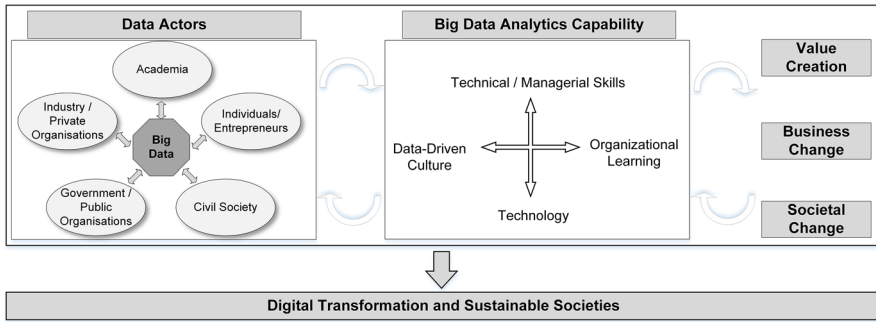 Data Actors
Academia
Industry /
Private
Organisations
Individuals/
Entrepreneurs
Big
Data
Government /
Public
Organisations
Civil Society
Big Data Analytics Capability
Technical / Managerial Skills
Data-Driven
Culture
Organizational
Learning
Technology
Value
Creation
Business
Change
Societal
Change
Digital Transformation and Sustainable Societies